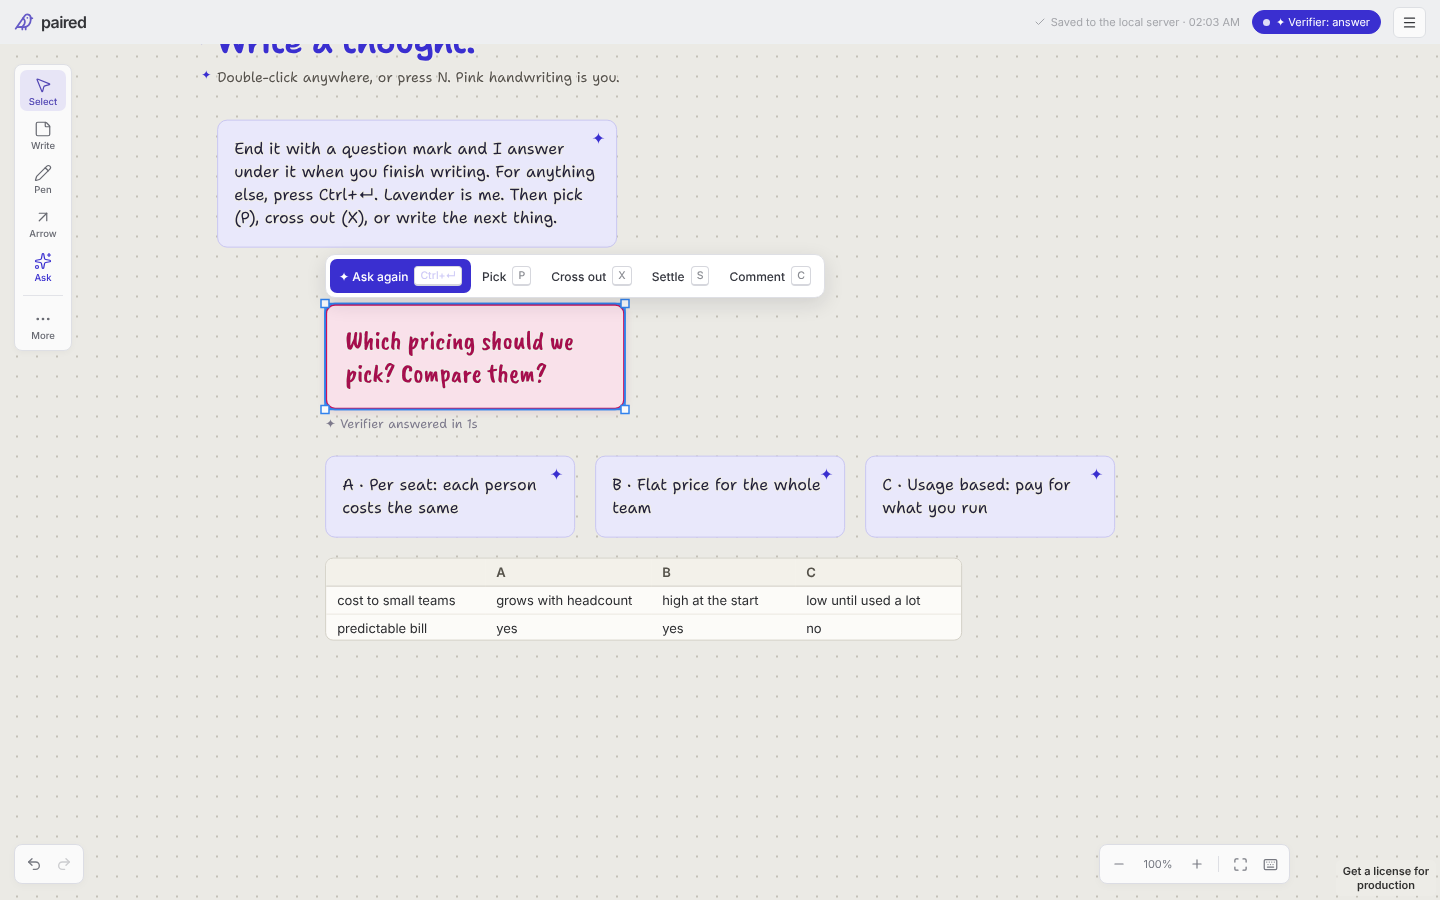 paired
Saved to the local server · 02:03 AM
✦ Verifier: answer
Write a thought.
✦ Double-click anywhere, or press N. Pink handwriting is you.
Select
Write
Pen
Arrow
Ask
More
End it with a question mark and I answer
under it when you finish writing. For anything
else, press Ctrl+↵. Lavender is me. Then pick
(P), cross out (X), or write the next thing.
✦ Ask again Ctrl+↵ Pick P Cross out X Settle S Comment C
Which pricing should we
pick? Compare them?
✦ Verifier answered in 1s
A · Per seat: each person
costs the same
B · Flat price for the whole
team
C · Usage based: pay for
what you run
A B C
cost to small teams grows with headcount high at the start low until used a lot
predictable bill yes yes no
100%
Get a license for
production